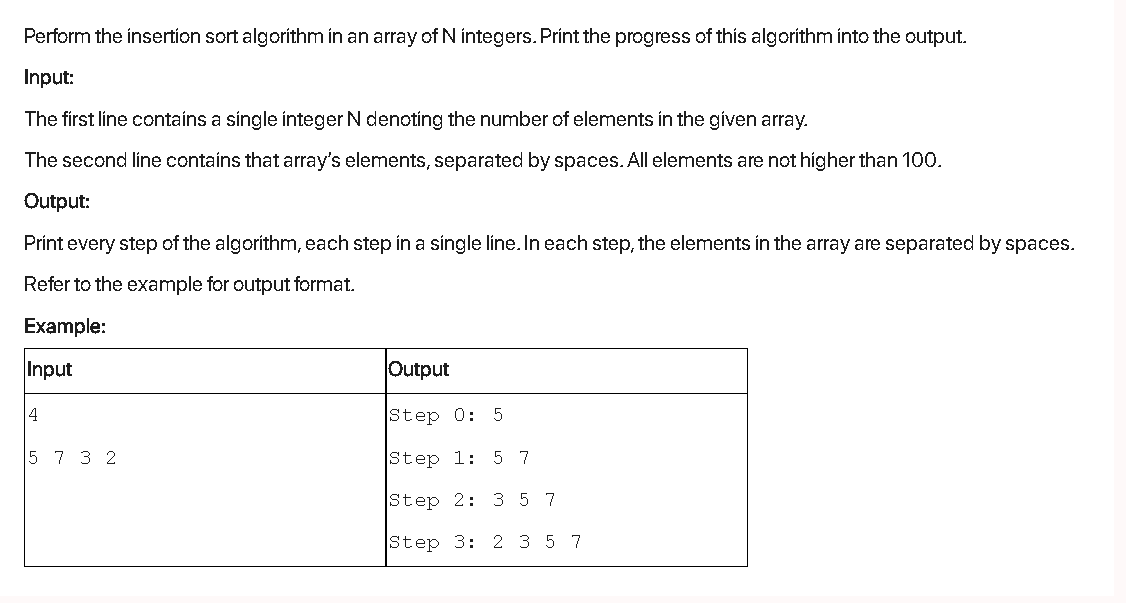 Perform the insertion sort algorithm in an array of N integers. Print the progress of this algorithm into the output.
Input:
The first line contains a single integer N denoting the number of elements in the given array.
The second line contains that array’s elements, separated by spaces. All elements are not higher than 100.
Output:
Print every step of the algorithm, each step in a single line. In each step, the elements in the array are separated by spaces.
Refer to the example for output format.
Example:
Input
4
5 7 3 2
Output
Step 0: 5
Step 1: 5 7
Step 2: 3 5 7
Step 3: 2 3 5 7